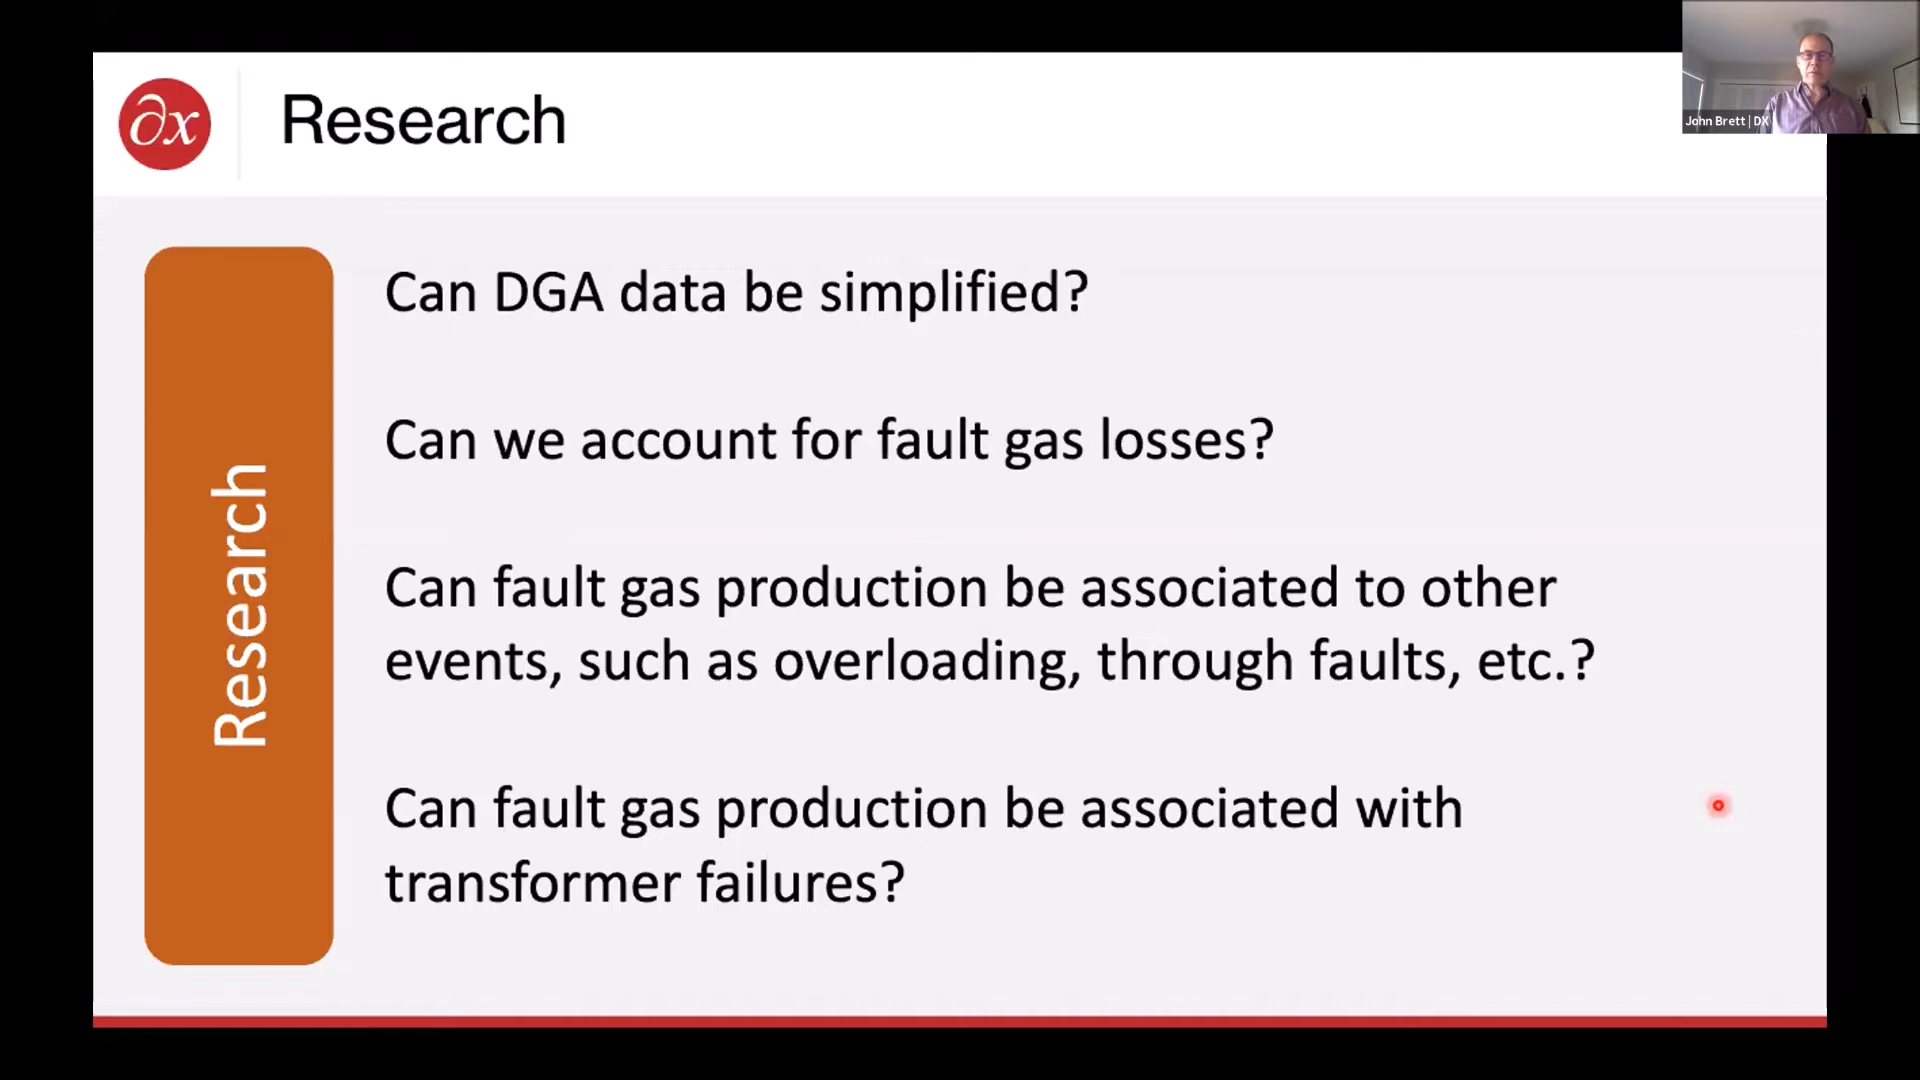 ∂x
Research
John Brett | DX
Research
Can DGA data be simplified?
Can we account for fault gas losses?
Can fault gas production be associated to other
events, such as overloading, through faults, etc.?
Can fault gas production be associated with
transformer failures?